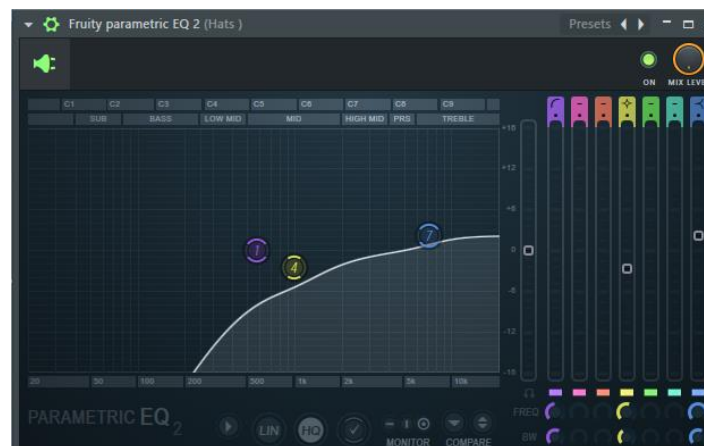 Fruity parametric EQ 2 (Hats )
Presets
ON
MIX LEVE
C1 C2 C3 C4 C5 C6 C7 C8 C9
SUB BASS LOW MID MID HIGH MID PRS TREBLE
+18
+12
+6
0
-6
-12
-18
1
4
7
20 50 100 200 500 1k 2k 5k 10k
FREQ
BW
PARAMETRIC EQ 2
LIN
HQ
MONITOR
COMPARE